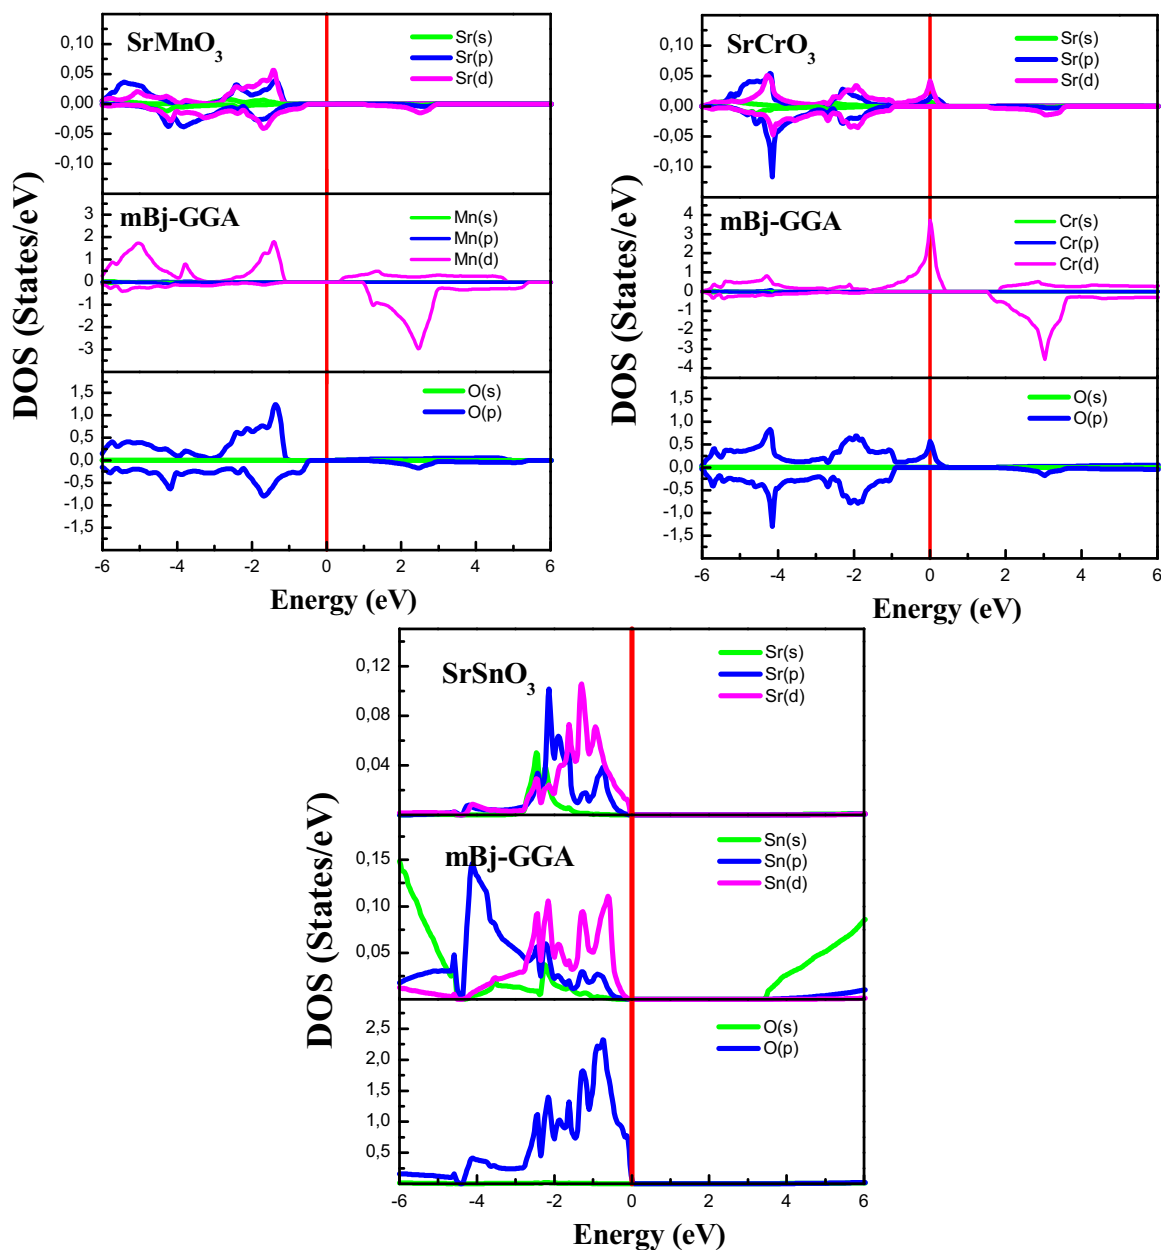 SrMnO3
Sr(s)
Sr(p)
Sr(d)
0,10
0,05
0,00
-0,05
-0,10
mBj-GGA
Mn(s)
Mn(p)
Mn(d)
3
2
1
0
-1
-2
-3
O(s)
O(p)
1,5
1,0
0,5
0,0
-0,5
-1,0
-1,5
-6 -4 -2 0 2 4 6
DOS (States/eV)
Energy (eV)
SrCrO3
Sr(s)
Sr(p)
Sr(d)
0,10
0,05
0,00
-0,05
-0,10
mBj-GGA
Cr(s)
Cr(p)
Cr(d)
4
3
2
1
0
-1
-2
-3
-4
O(s)
O(p)
1,5
1,0
0,5
0,0
-0,5
-1,0
-1,5
-6 -4 -2 0 2 4 6
DOS (States/eV)
Energy (eV)
SrSnO3
Sr(s)
Sr(p)
Sr(d)
0,12
0,08
0,04
mBj-GGA
Sn(s)
Sn(p)
Sn(d)
0,15
0,10
0,05
O(s)
O(p)
2,5
2,0
1,5
1,0
0,5
-6 -4 -2 0 2 4 6
DOS (States/eV)
Energy (eV)